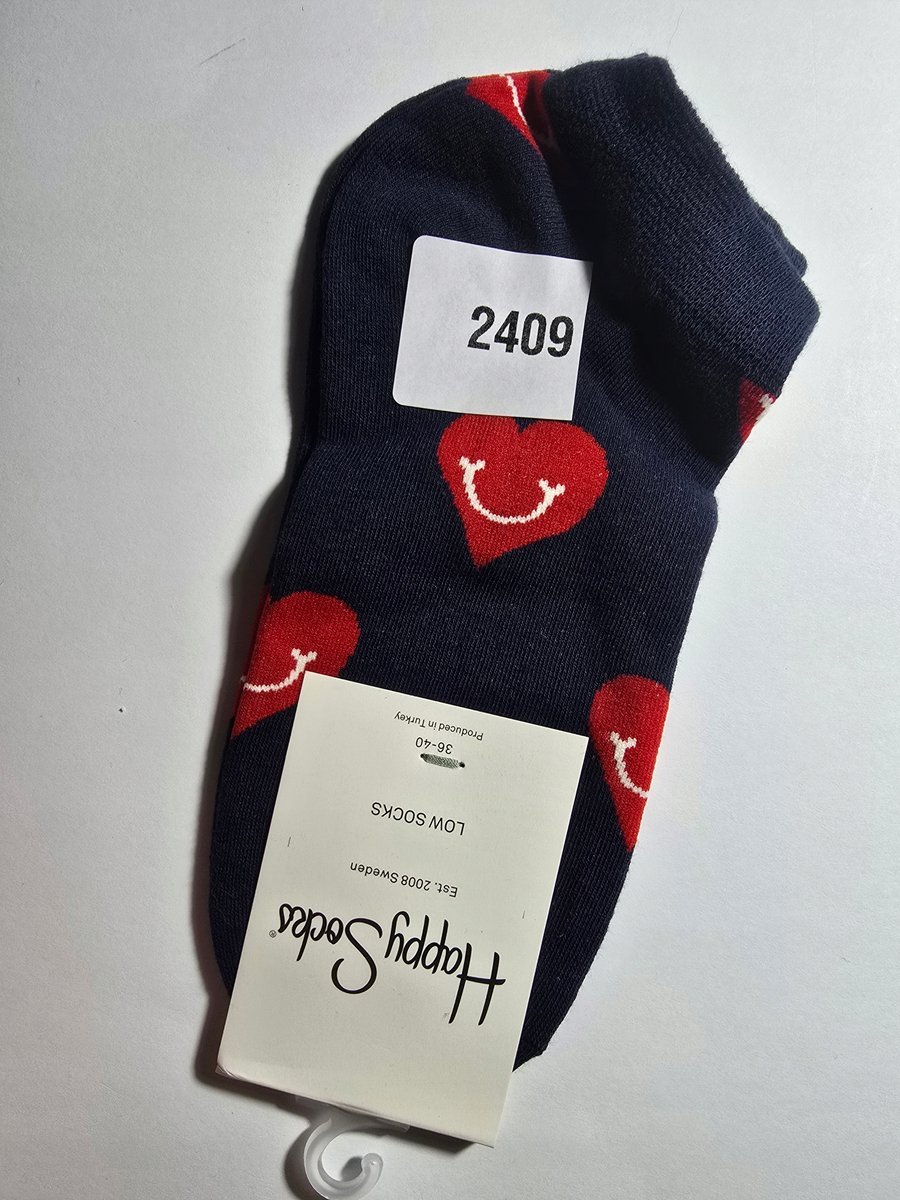 2409
Happy Socks®
Est. 2008 Sweden
LOW SOCKS
36-40
Produced in Turkey